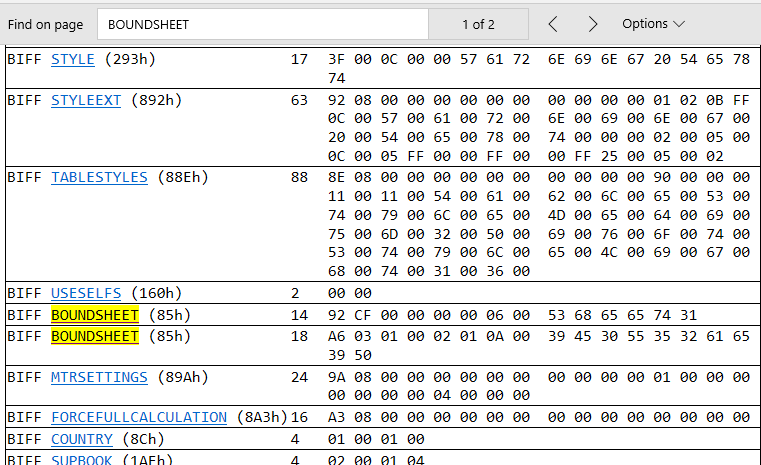 Find on page BOUNDSHEET 1 of 2 Options
BIFF STYLE (293h) 17 3F 00 0C 00 00 57 61 72 6E 69 6E 67 20 54 65 78
74
BIFF STYLEEXT (892h) 63 92 08 00 00 00 00 00 00 00 00 00 00 01 02 0B FF
0C 00 57 00 61 00 72 00 6E 00 69 00 6E 00 67 00
20 00 54 00 65 00 78 00 74 00 00 00 02 00 05 00
0C 00 05 FF 00 00 FF 00 00 FF 25 00 05 00 02
BIFF TABLESTYLES (88Eh) 88 8E 08 00 00 00 00 00 00 00 00 00 00 90 00 00 00
11 00 11 00 54 00 61 00 62 00 6C 00 65 00 53 00
74 00 79 00 6C 00 65 00 4D 00 65 00 64 00 69 00
75 00 6D 00 32 00 50 00 69 00 76 00 6F 00 74 00
53 00 74 00 79 00 6C 00 65 00 4C 00 69 00 67 00
68 00 74 00 31 00 36 00
BIFF USESELFS (160h) 2 00 00
BIFF BOUNDSHEET (85h) 14 92 CF 00 00 00 00 06 00 53 68 65 65 74 31
BIFF BOUNDSHEET (85h) 18 A6 03 01 00 02 01 0A 00 39 45 30 55 35 32 61 65
39 50
BIFF MTRSETTINGS (89Ah) 24 9A 08 00 00 00 00 00 00 00 00 00 00 01 00 00 00
00 00 00 00 04 00 00 00
BIFF FORCEFULLCALCULATION (8A3h) 16 A3 08 00 00 00 00 00 00 00 00 00 00 00 00 00 00
BIFF COUNTRY (8Ch) 4 01 00 01 00
BIFF SUPBOOK (1AEh) 4 02 00 01 04